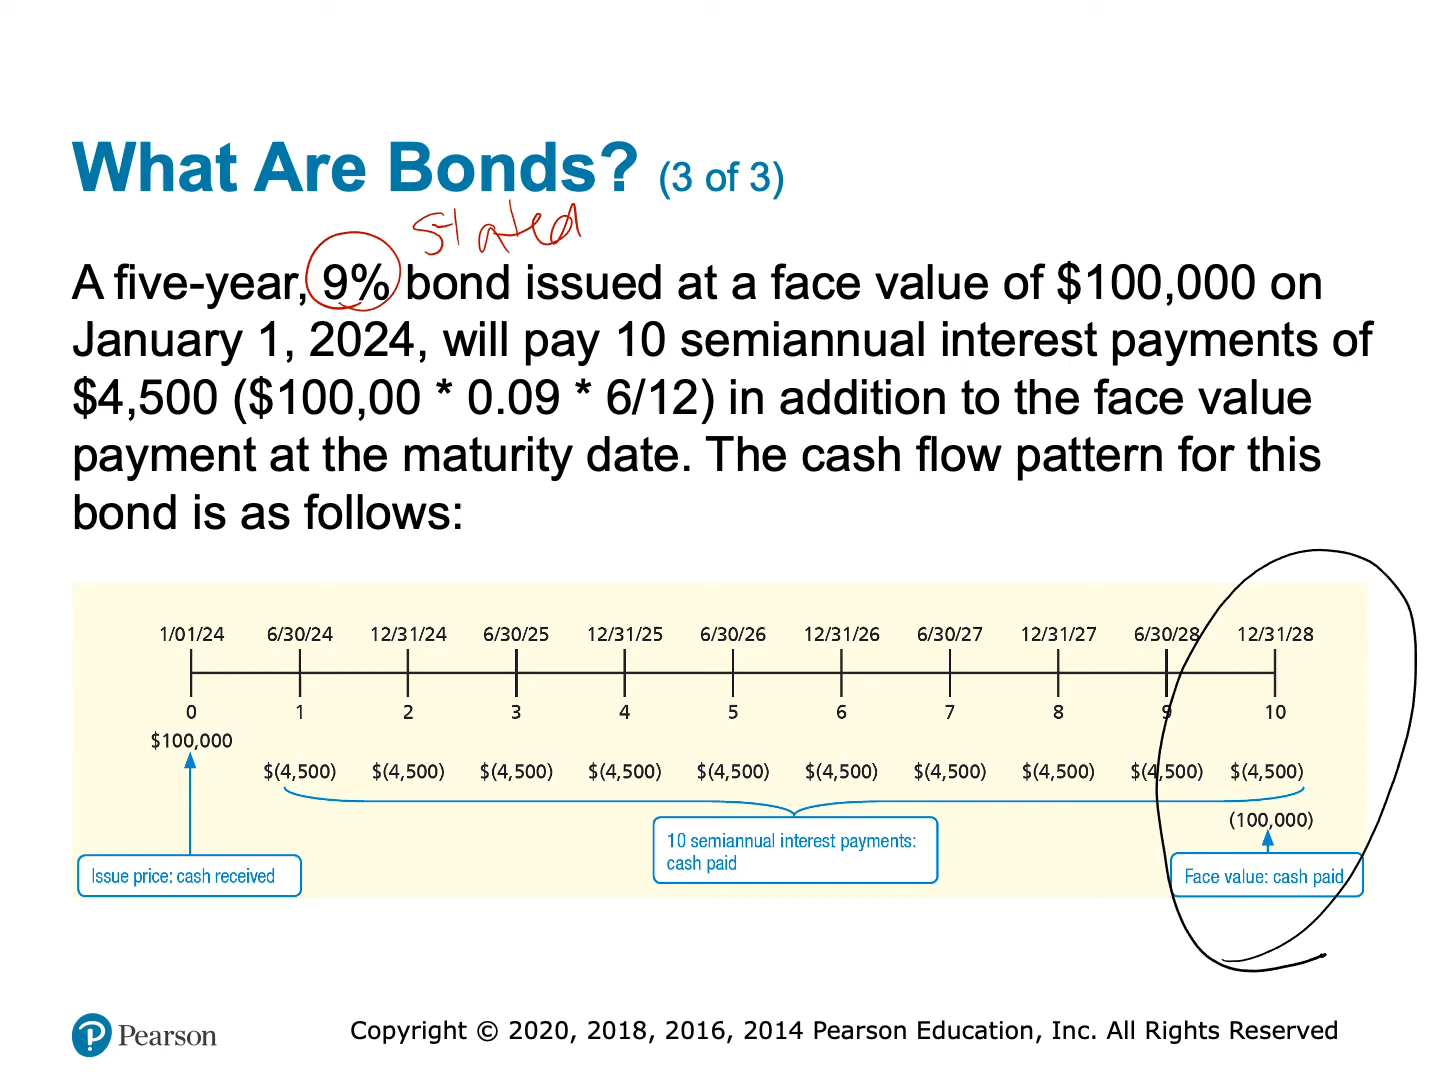 What Are Bonds? (3 of 3)
stated
A five-year, 9% bond issued at a face value of $100,000 on
January 1, 2024, will pay 10 semiannual interest payments of
$4,500 ($100,00 * 0.09 * 6/12) in addition to the face value
payment at the maturity date. The cash flow pattern for this
bond is as follows:
1/01/24 6/30/24 12/31/24 6/30/25 12/31/25 6/30/26 12/31/26 6/30/27 12/31/27 6/30/28 12/31/28
0 1 2 3 4 5 6 7 8 9 10
$100,000
$(4,500) $(4,500) $(4,500) $(4,500) $(4,500) $(4,500) $(4,500) $(4,500) $(4,500) $(4,500)
(100,000)
10 semiannual interest payments:
cash paid
Issue price: cash received
Face value: cash paid
P Pearson
Copyright © 2020, 2018, 2016, 2014 Pearson Education, Inc. All Rights Reserved